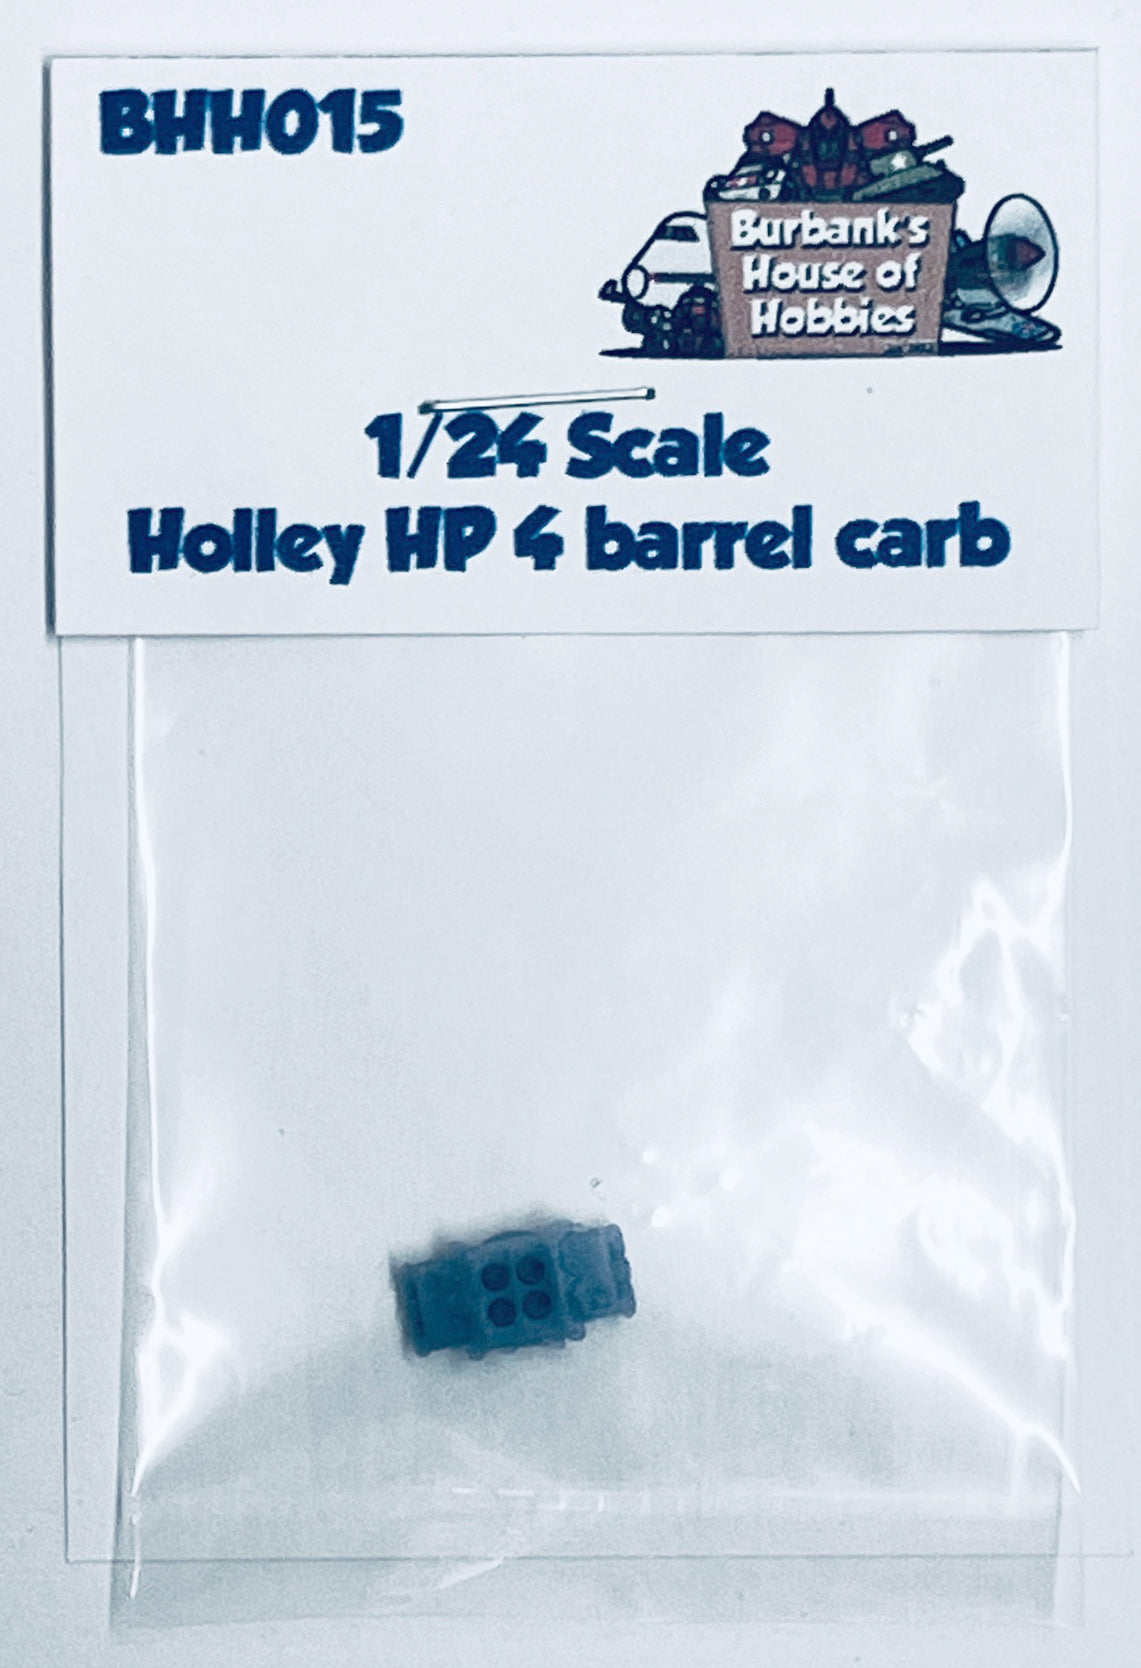 BHH015
Burbank's
House of
Hobbies
1/24 Scale
Holley HP 4 barrel carb